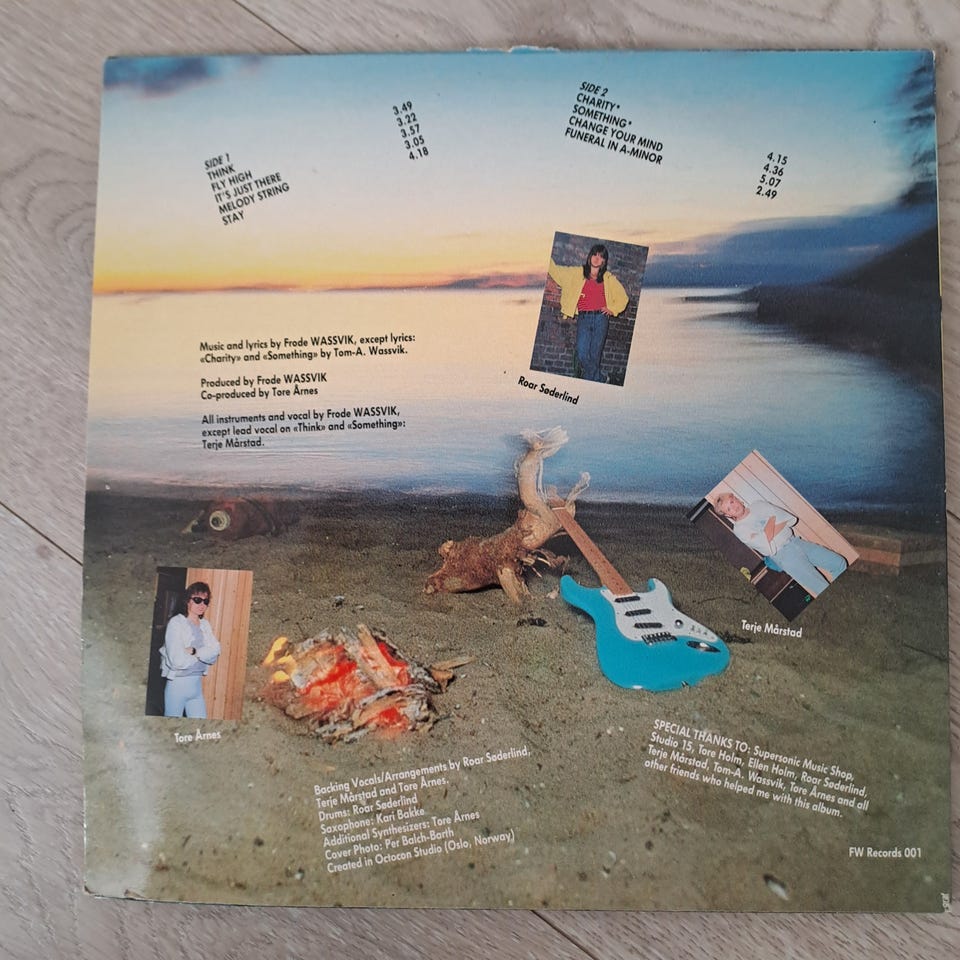 SIDE 1
THINK
FLY HIGH
IT'S JUST THERE
MELODY STRING
STAY
3.49
3.22
3.57
3.05
4.18
SIDE 2
CHARITY*
SOMETHING*
CHANGE YOUR MIND
FUNERAL IN A-MINOR
4.15
4.36
5.07
2.49
Music and lyrics by Frode WASSVIK, except lyrics:
«Charity» and «Something» by Tom-A. Wassvik.
Produced by Frode WASSVIK
Co-produced by Tore Årnes
All instruments and vocal by Frode WASSVIK,
except lead vocal on «Think» and «Something»:
Terje Mårstad.
Roar Søderlind
Terje Mårstad
Tore Årnes
Backing Vocals/Arrangements by Roar Søderlind,
Terje Mårstad and Tore Årnes.
Drums: Roar Søderlind
Saxophone: Kari Bakke
Additional Synthesizers: Tore Årnes
Cover Photo: Per Balch-Barth
Created in Octocon Studio (Oslo, Norway)
SPECIAL THANKS TO: Supersonic Music Shop,
Studio 15, Tore Holm, Ellen Holm, Roar Søderlind,
Terje Mårstad, Tom-A. Wassvik, Tore Årnes and all
other friends who helped me with this album.
FW Records 001